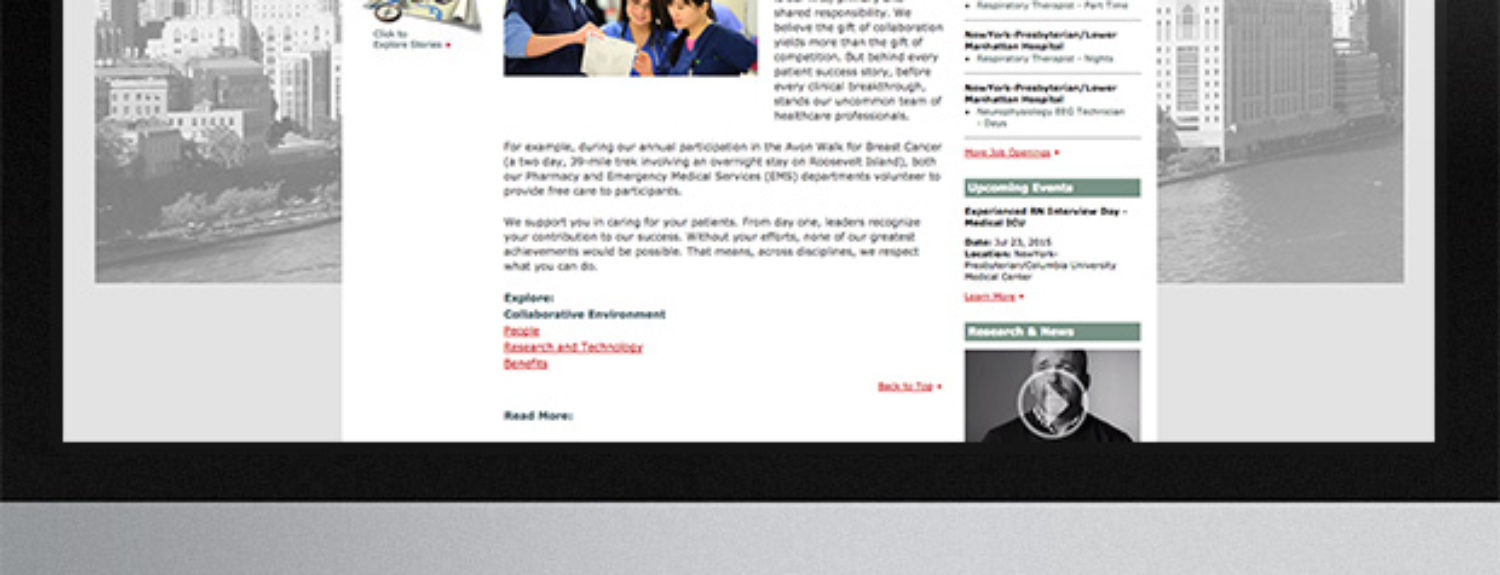 Click to
Explore Stories
shared responsibility. We
believe the gift of collaboration
yields more than the gift of
competition. But behind every
patient success story, before
every clinical breakthrough,
stands our uncommon team of
healthcare professionals.
For example, during our annual participation in the Avon Walk for Breast Cancer
(a two day, 39-mile trek involving an overnight stay on Roosevelt Island), both
our Pharmacy and Emergency Medical Services (EMS) departments volunteer to
provide free care to participants.
We support you in caring for your patients. From day one, leaders recognize
your contribution to our success. Without your efforts, none of our greatest
achievements would be possible. That means, across disciplines, we respect
what you can do.
Explore:
Collaborative Environment
People
Research and Technology
Benefits
Back to Top
Read More:
Respiratory Therapist - Part Time
NewYork-Presbyterian/Lower
Manhattan Hospital
• Respiratory Therapist - Nights
NewYork-Presbyterian/Lower
Manhattan Hospital
• Neurophysiology EEG Technician
- Days
More Job Openings
Upcoming Events
Experienced RN Interview Day -
Medical ICU
Date: Jul 23, 2015
Location: NewYork-
Presbyterian/Columbia University
Medical Center
Learn More
Research & News